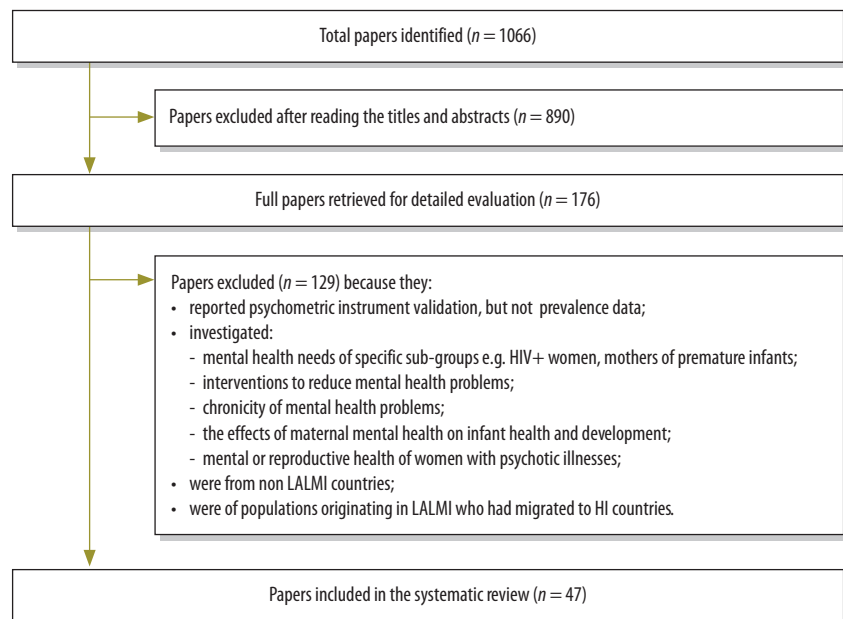 Total papers identified (n = 1066)
Papers excluded after reading the titles and abstracts (n = 890)
Full papers retrieved for detailed evaluation (n = 176)
Papers excluded (n = 129) because they:
• reported psychometric instrument validation, but not prevalence data;
• investigated:
- mental health needs of specific sub-groups e.g. HIV+ women, mothers of premature infants;
- interventions to reduce mental health problems;
- chronicity of mental health problems;
- the effects of maternal mental health on infant health and development;
- mental or reproductive health of women with psychotic illnesses;
• were from non LALMI countries;
• were of populations originating in LALMI who had migrated to HI countries.
Papers included in the systematic review (n = 47)